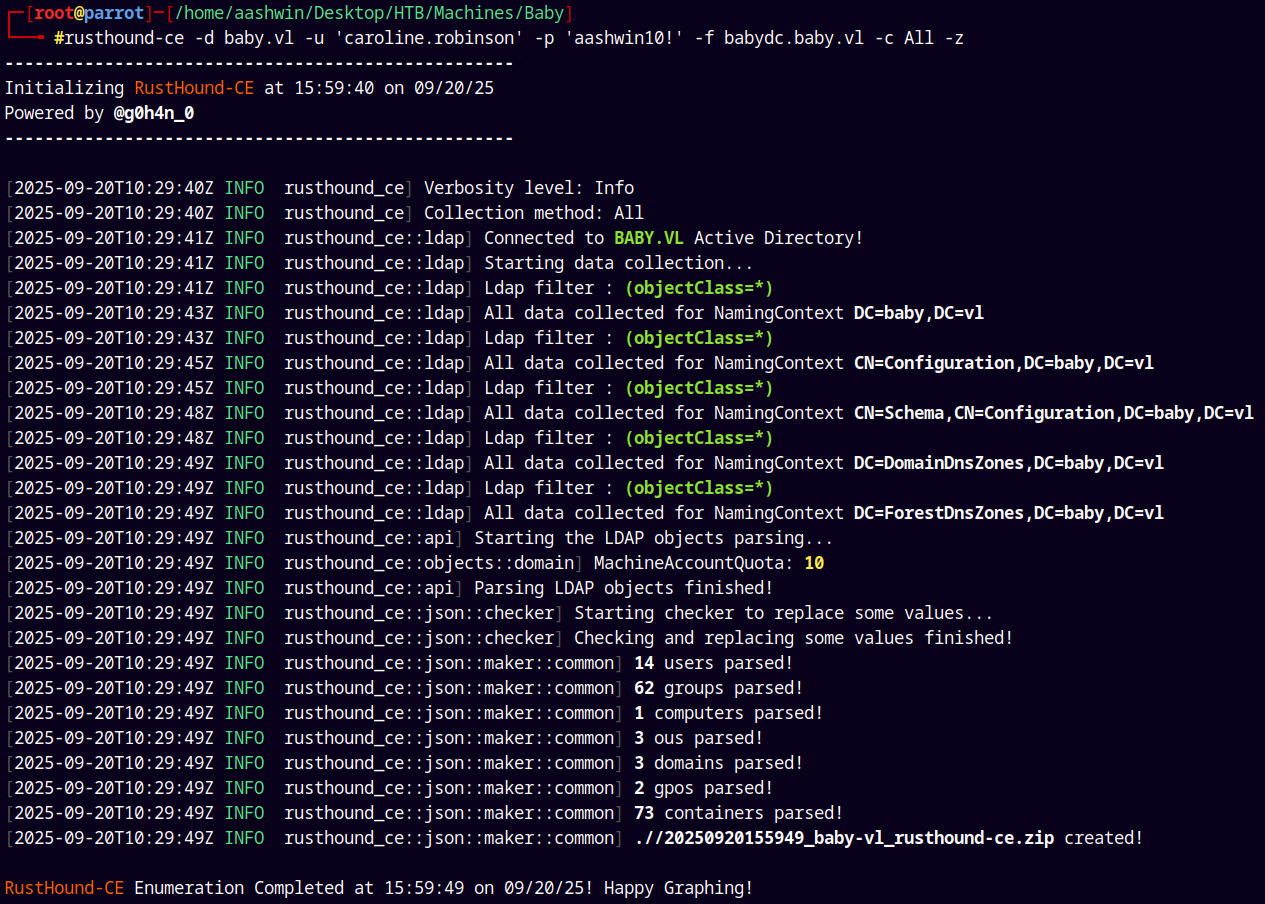 ┌─[root@parrot]─[/home/aashwin/Desktop/HTB/Machines/Baby]
└──╼ #rusthound-ce -d baby.vl -u 'caroline.robinson' -p 'aashwin10!' -f babydc.baby.vl -c All -z
---------------------------------------------------
Initializing RustHound-CE at 15:59:40 on 09/20/25
Powered by @g0h4n_0
---------------------------------------------------
[2025-09-20T10:29:40Z INFO  rusthound_ce] Verbosity level: Info
[2025-09-20T10:29:40Z INFO  rusthound_ce] Collection method: All
[2025-09-20T10:29:41Z INFO  rusthound_ce::ldap] Connected to BABY.VL Active Directory!
[2025-09-20T10:29:41Z INFO  rusthound_ce::ldap] Starting data collection...
[2025-09-20T10:29:41Z INFO  rusthound_ce::ldap] Ldap filter : (objectClass=*)
[2025-09-20T10:29:43Z INFO  rusthound_ce::ldap] All data collected for NamingContext DC=baby,DC=vl
[2025-09-20T10:29:43Z INFO  rusthound_ce::ldap] Ldap filter : (objectClass=*)
[2025-09-20T10:29:45Z INFO  rusthound_ce::ldap] All data collected for NamingContext CN=Configuration,DC=baby,DC=vl
[2025-09-20T10:29:45Z INFO  rusthound_ce::ldap] Ldap filter : (objectClass=*)
[2025-09-20T10:29:48Z INFO  rusthound_ce::ldap] All data collected for NamingContext CN=Schema,CN=Configuration,DC=baby,DC=vl
[2025-09-20T10:29:48Z INFO  rusthound_ce::ldap] Ldap filter : (objectClass=*)
[2025-09-20T10:29:49Z INFO  rusthound_ce::ldap] All data collected for NamingContext DC=DomainDnsZones,DC=baby,DC=vl
[2025-09-20T10:29:49Z INFO  rusthound_ce::ldap] Ldap filter : (objectClass=*)
[2025-09-20T10:29:49Z INFO  rusthound_ce::ldap] All data collected for NamingContext DC=ForestDnsZones,DC=baby,DC=vl
[2025-09-20T10:29:49Z INFO  rusthound_ce::api] Starting the LDAP objects parsing...
[2025-09-20T10:29:49Z INFO  rusthound_ce::objects::domain] MachineAccountQuota: 10
[2025-09-20T10:29:49Z INFO  rusthound_ce::api] Parsing LDAP objects finished!
[2025-09-20T10:29:49Z INFO  rusthound_ce::json::checker] Starting checker to replace some values...
[2025-09-20T10:29:49Z INFO  rusthound_ce::json::checker] Checking and replacing some values finished!
[2025-09-20T10:29:49Z INFO  rusthound_ce::json::maker::common] 14 users parsed!
[2025-09-20T10:29:49Z INFO  rusthound_ce::json::maker::common] 62 groups parsed!
[2025-09-20T10:29:49Z INFO  rusthound_ce::json::maker::common] 1 computers parsed!
[2025-09-20T10:29:49Z INFO  rusthound_ce::json::maker::common] 3 ous parsed!
[2025-09-20T10:29:49Z INFO  rusthound_ce::json::maker::common] 3 domains parsed!
[2025-09-20T10:29:49Z INFO  rusthound_ce::json::maker::common] 2 gpos parsed!
[2025-09-20T10:29:49Z INFO  rusthound_ce::json::maker::common] 73 containers parsed!
[2025-09-20T10:29:49Z INFO  rusthound_ce::json::maker::common] .//20250920155949_baby-vl_rusthound-ce.zip created!
RustHound-CE Enumeration Completed at 15:59:49 on 09/20/25! Happy Graphing!